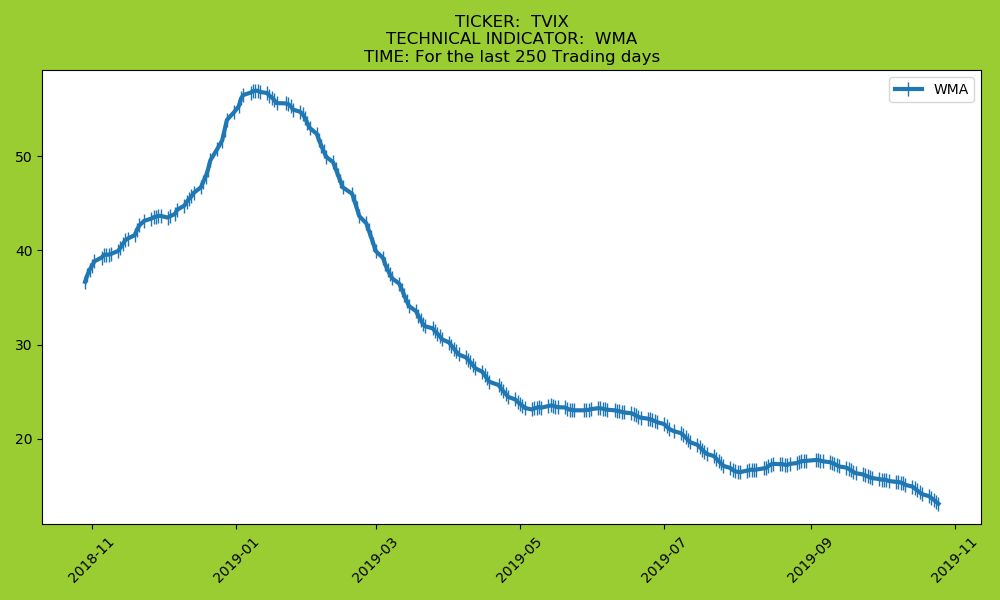 TICKER:  TVIX
TECHNICAL INDICATOR:  WMA
TIME: For the last 250 Trading days
WMA
50
40
30
20
2018-11
2019-01
2019-03
2019-05
2019-07
2019-09
2019-11